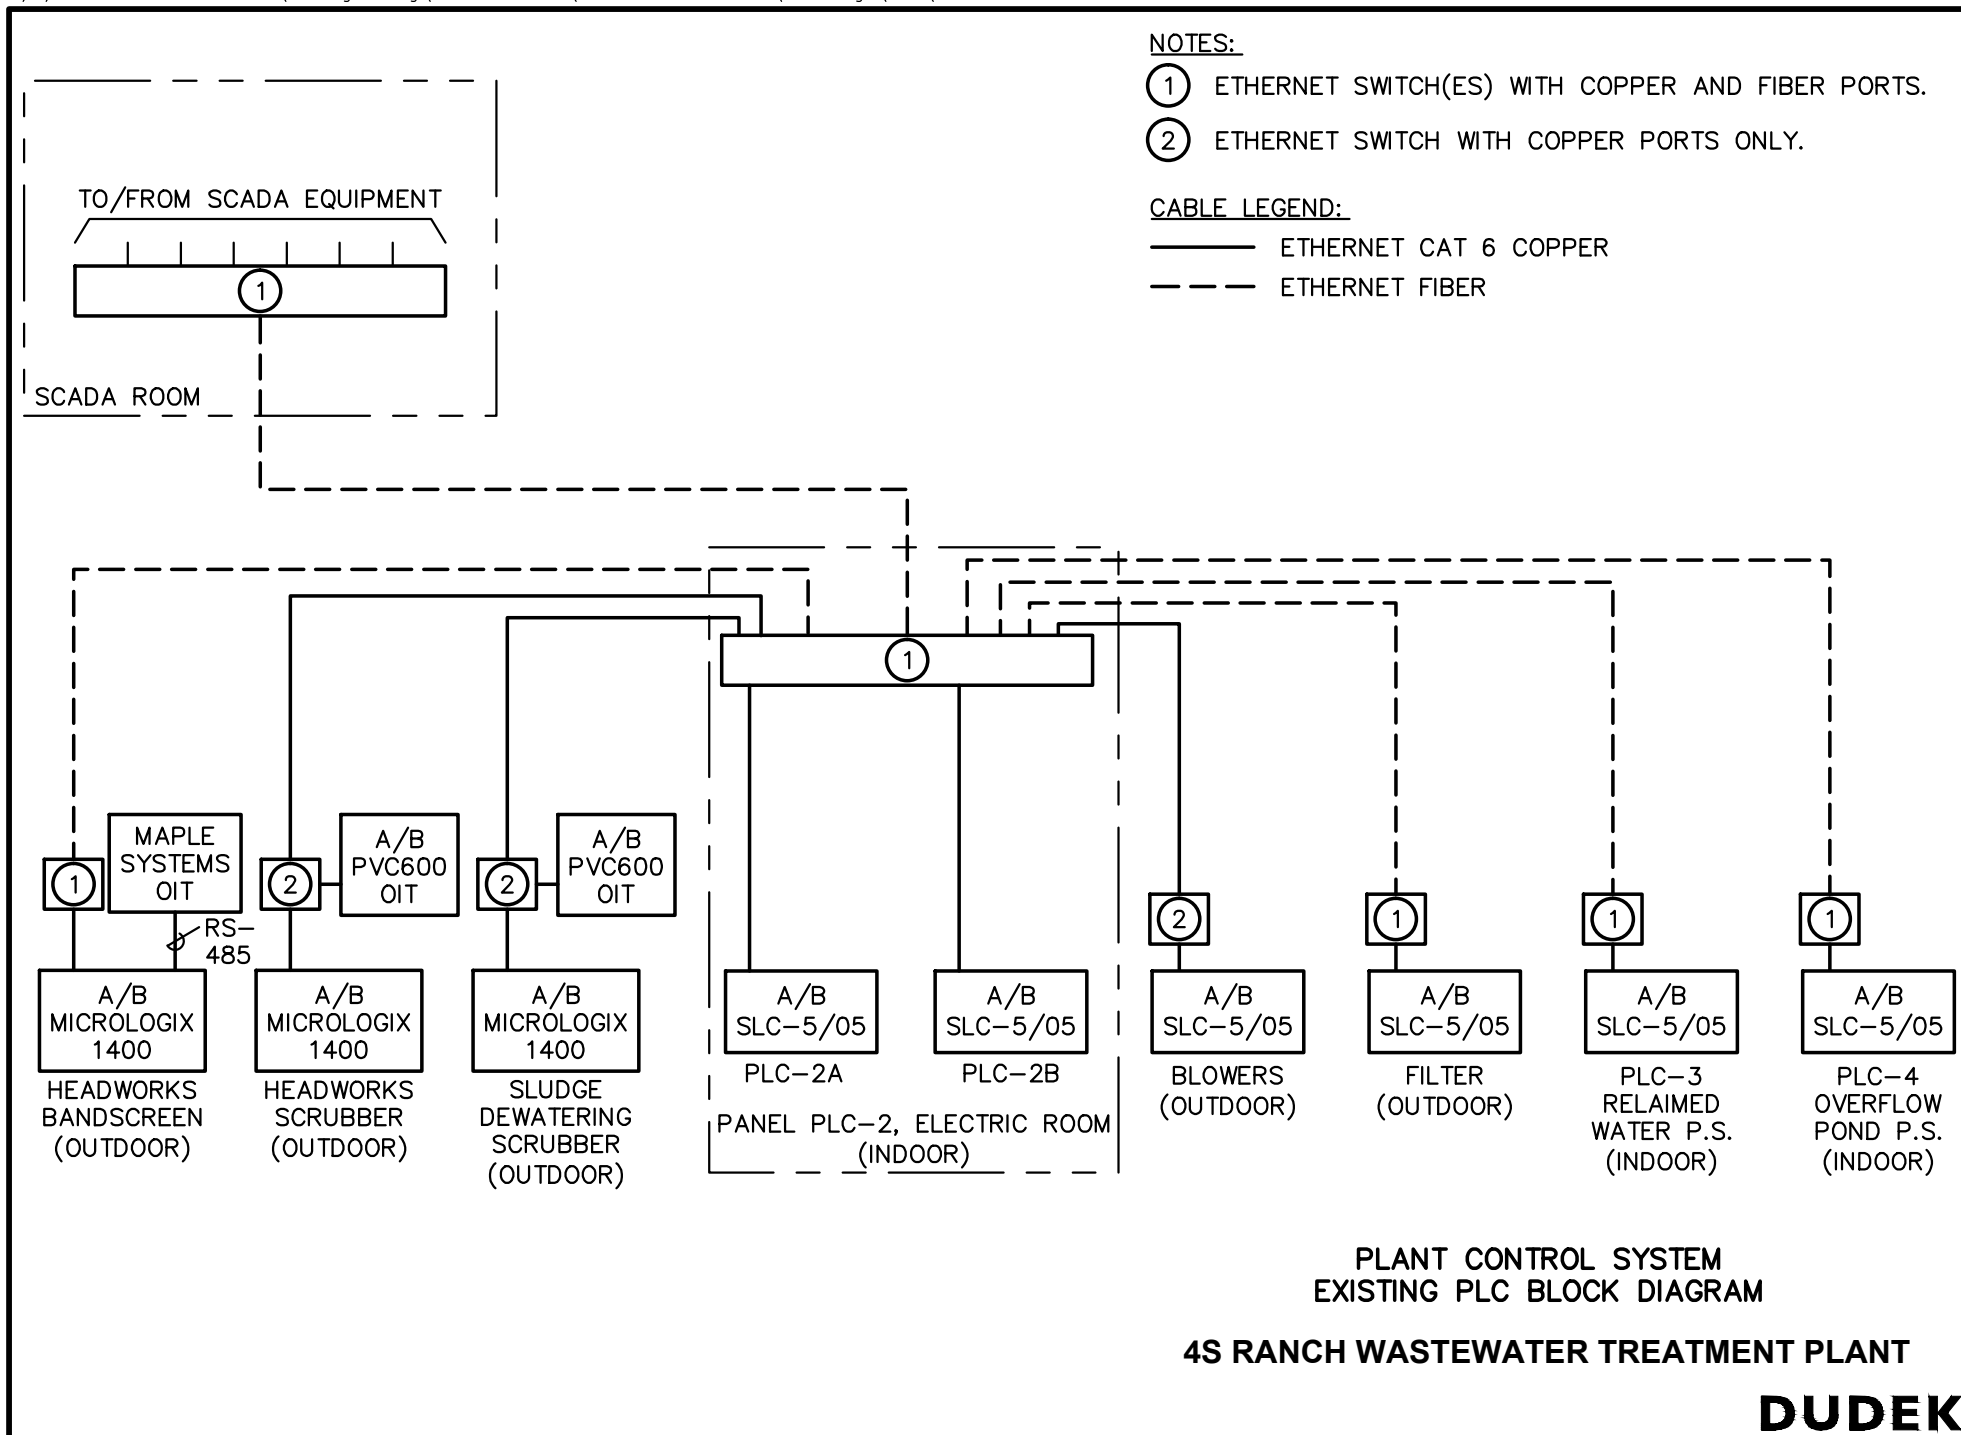 NOTES:
1 ETHERNET SWITCH(ES) WITH COPPER AND FIBER PORTS.
2 ETHERNET SWITCH WITH COPPER PORTS ONLY.
CABLE LEGEND:
ETHERNET CAT 6 COPPER
ETHERNET FIBER
TO/FROM SCADA EQUIPMENT
1
SCADA ROOM
1
MAPLE
SYSTEMS
OIT
1
RS-
485
A/B
MICROLOGIX
1400
HEADWORKS
BANDSCREEN
(OUTDOOR)
A/B
PVC600
OIT
2
A/B
MICROLOGIX
1400
HEADWORKS
SCRUBBER
(OUTDOOR)
A/B
PVC600
OIT
2
A/B
MICROLOGIX
1400
SLUDGE
DEWATERING
SCRUBBER
(OUTDOOR)
A/B
SLC-5/05
PLC-2A
A/B
SLC-5/05
PLC-2B
PANEL PLC-2, ELECTRIC ROOM
(INDOOR)
2
A/B
SLC-5/05
BLOWERS
(OUTDOOR)
1
A/B
SLC-5/05
FILTER
(OUTDOOR)
1
A/B
SLC-5/05
PLC-3
RELAIMED
WATER P.S.
(INDOOR)
1
A/B
SLC-5/05
PLC-4
OVERFLOW
POND P.S.
(INDOOR)
PLANT CONTROL SYSTEM
EXISTING PLC BLOCK DIAGRAM
4S RANCH WASTEWATER TREATMENT PLANT
DUDEK